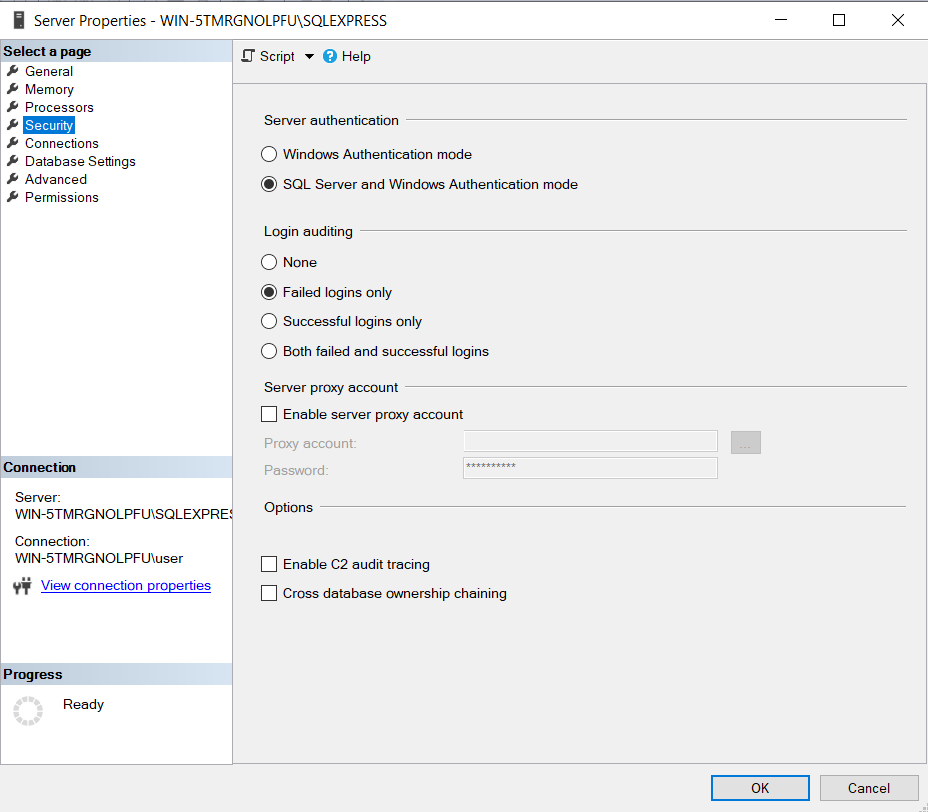 Server Properties - WIN-5TMRGNOLPFU\SQLEXPRESS
Select a page
General
Memory
Processors
Security
Connections
Database Settings
Advanced
Permissions
Connection
Server:
WIN-5TMRGNOLPFU\SQLEXPRES
Connection:
WIN-5TMRGNOLPFU\user
View connection properties
Progress
Ready
Script Help
Server authentication
Windows Authentication mode
SQL Server and Windows Authentication mode
Login auditing
None
Failed logins only
Successful logins only
Both failed and successful logins
Server proxy account
Enable server proxy account
Proxy account: ...
Password: **********
Options
Enable C2 audit tracing
Cross database ownership chaining
OK Cancel